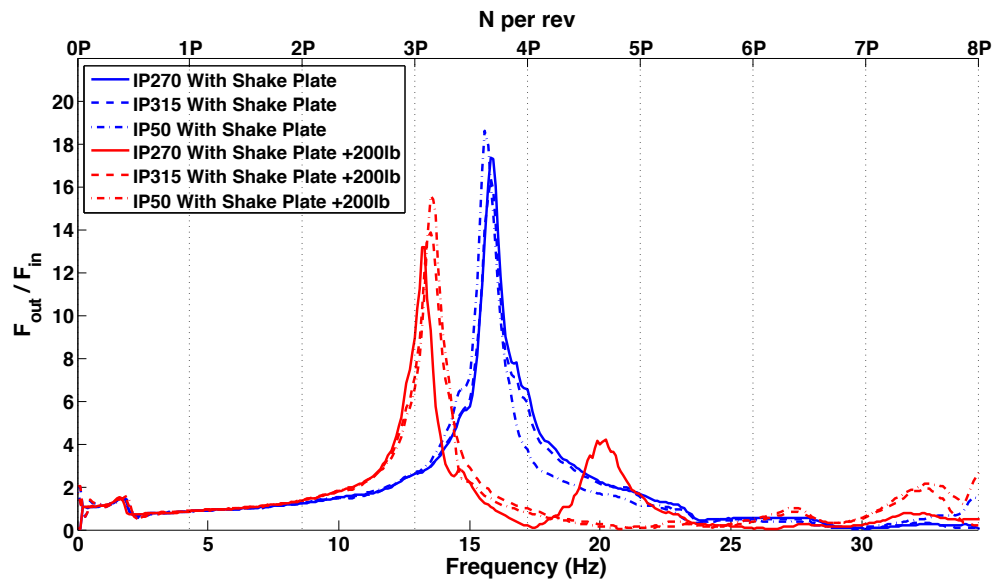 N per rev
0P 1P 2P 3P 4P 5P 6P 7P 8P
IP270 With Shake Plate
IP315 With Shake Plate
IP50 With Shake Plate
IP270 With Shake Plate +200lb
IP315 With Shake Plate +200lb
IP50 With Shake Plate +200lb
20
18
16
14
12
10
8
6
4
2
0
F_out / F_in
0 5 10 15 20 25 30
Frequency (Hz)